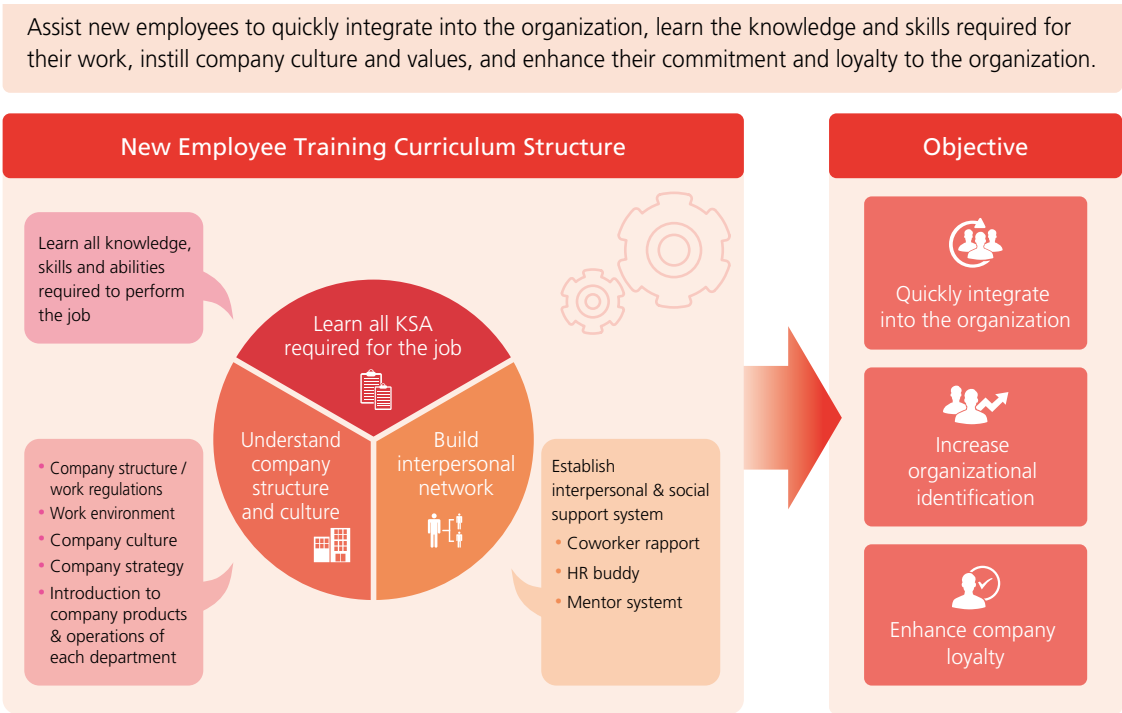 Assist new employees to quickly integrate into the organization, learn the knowledge and skills required for
their work, instill company culture and values, and enhance their commitment and loyalty to the organization.
New Employee Training Curriculum Structure
Learn all knowledge,
skills and abilities
required to perform
the job
Learn all KSA
required for the job
Understand
company
structure
and culture
Build
interpersonal
network
• Company structure /
work regulations
• Work environment
• Company culture
• Company strategy
• Introduction to
company products
& operations of
each department
Establish
interpersonal & social
support system
• Coworker rapport
• HR buddy
• Mentor systemt
Objective
Quickly integrate
into the organization
Increase
organizational
identification
Enhance company
loyalty